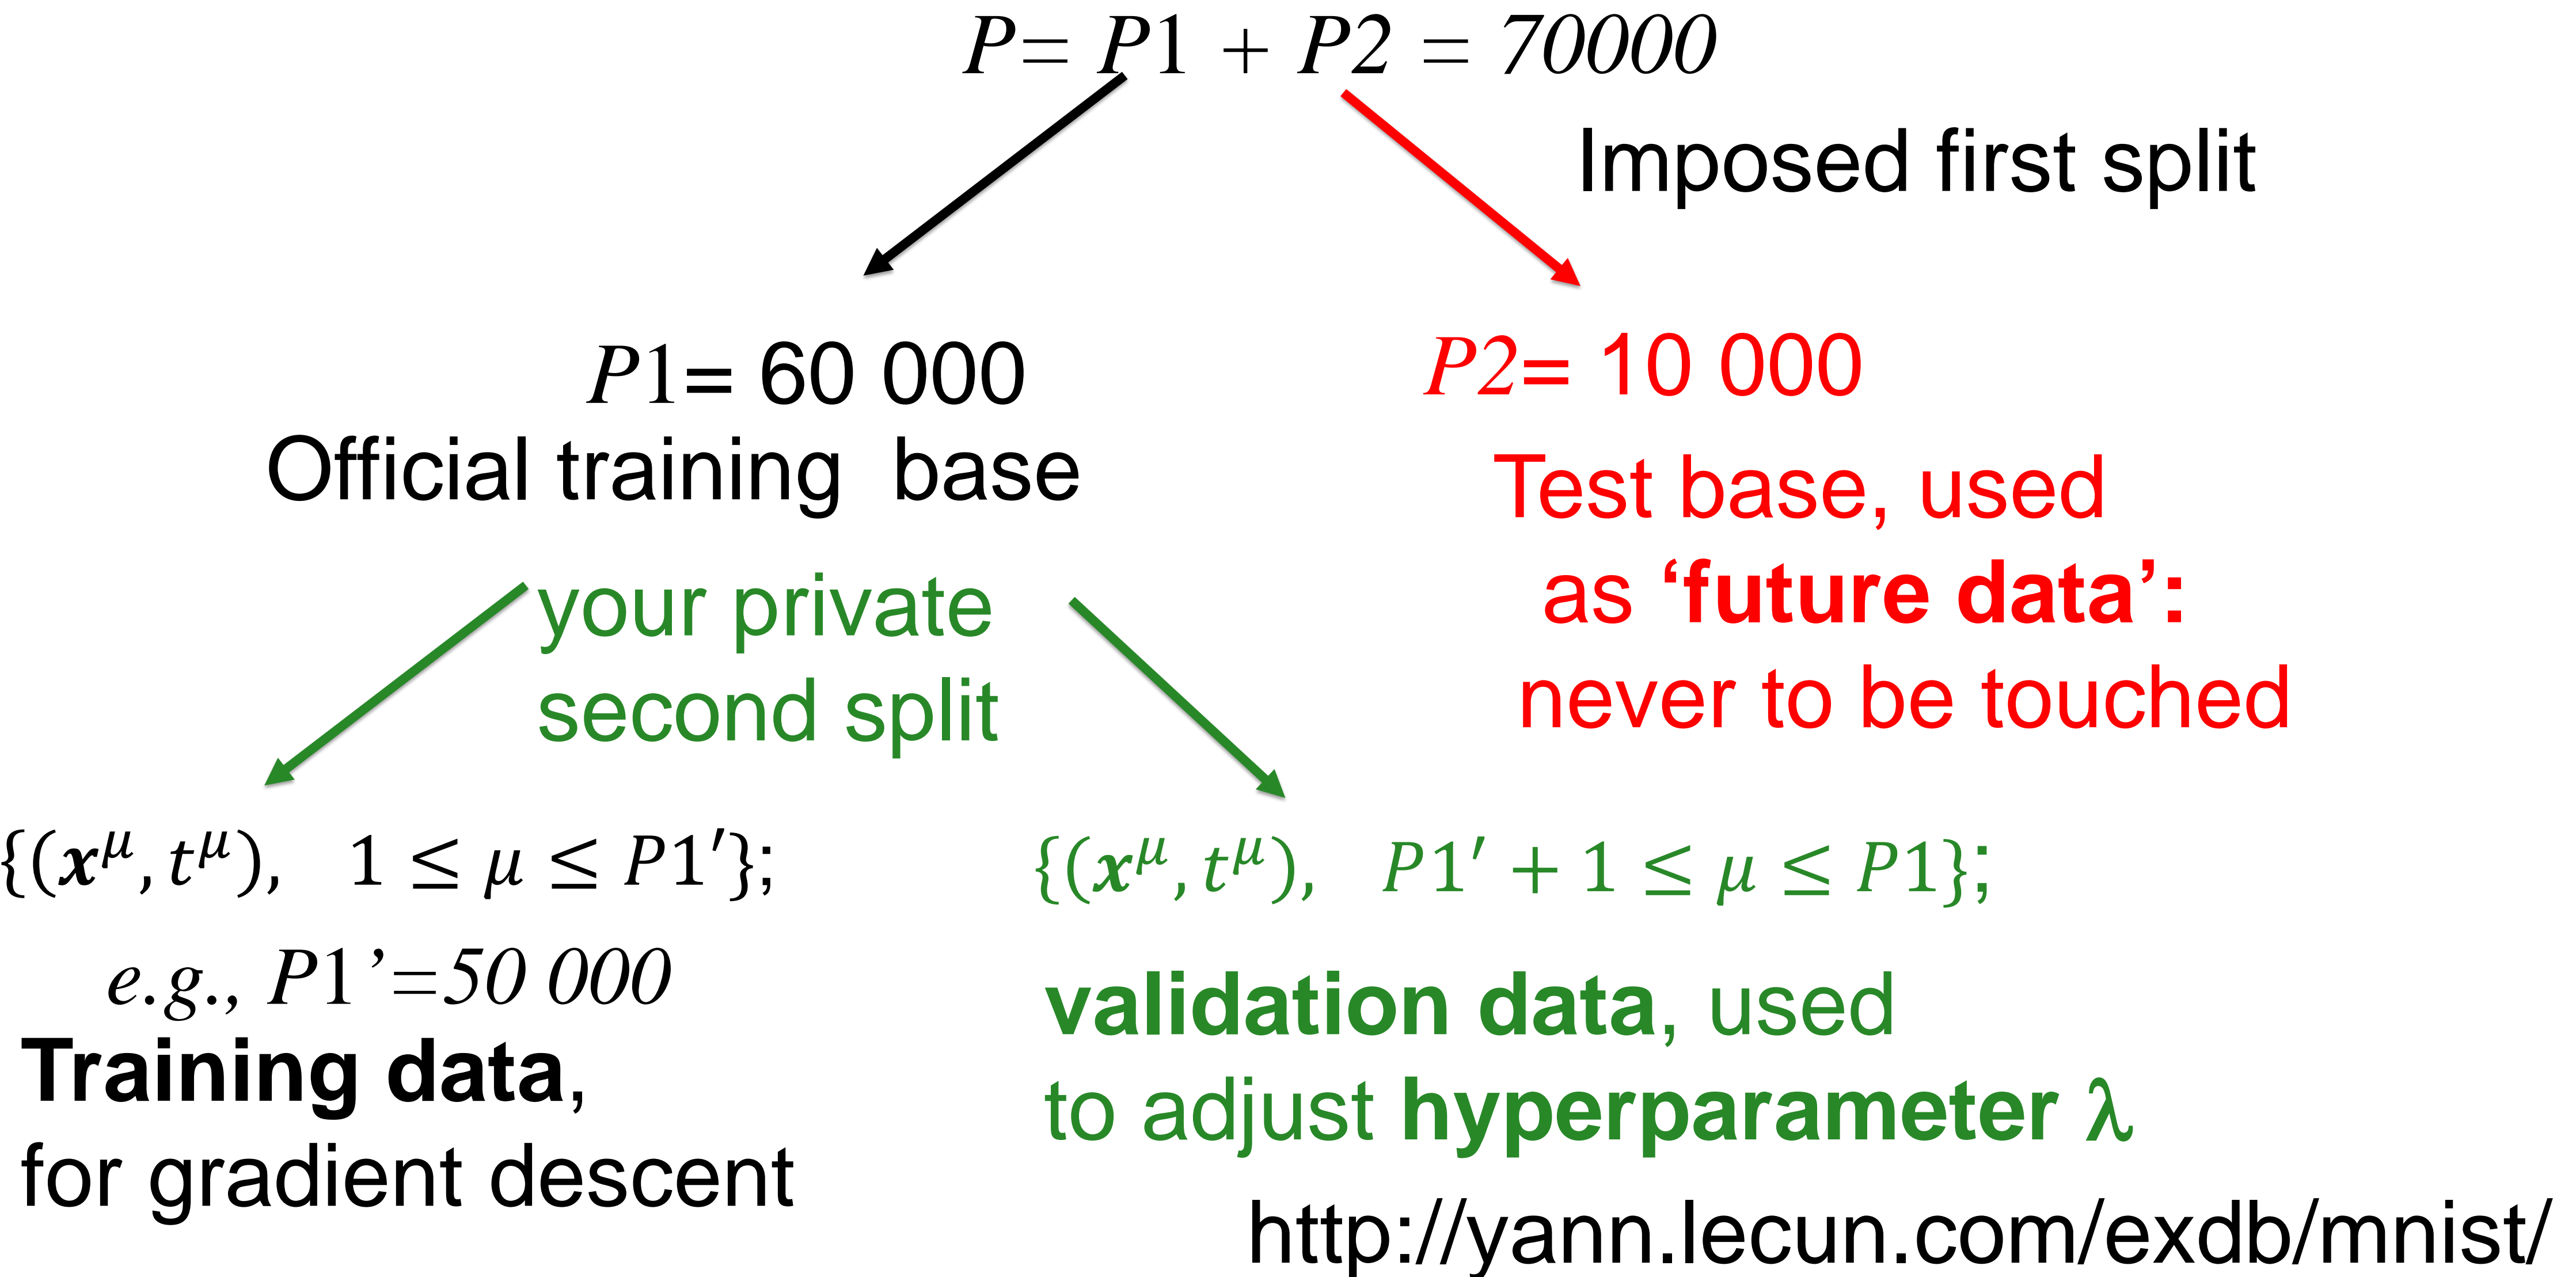 P= P1 + P2 = 70000
Imposed first split
P1= 60 000
Official training base
P2= 10 000
Test base, used
as ‘future data’:
never to be touched
your private
second split
{(𝒙^μ, t^μ), 1 ≤ μ ≤ P1′};
e.g., P1’=50 000
Training data,
for gradient descent
{(𝒙^μ, t^μ), P1′ + 1 ≤ μ ≤ P1};
validation data, used
to adjust hyperparameter λ
http://yann.lecun.com/exdb/mnist/